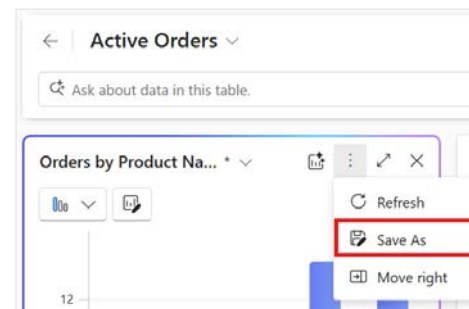 Active Orders
Ask about data in this table.
Orders by Product Na... *
Refresh
Save As
Move right
12